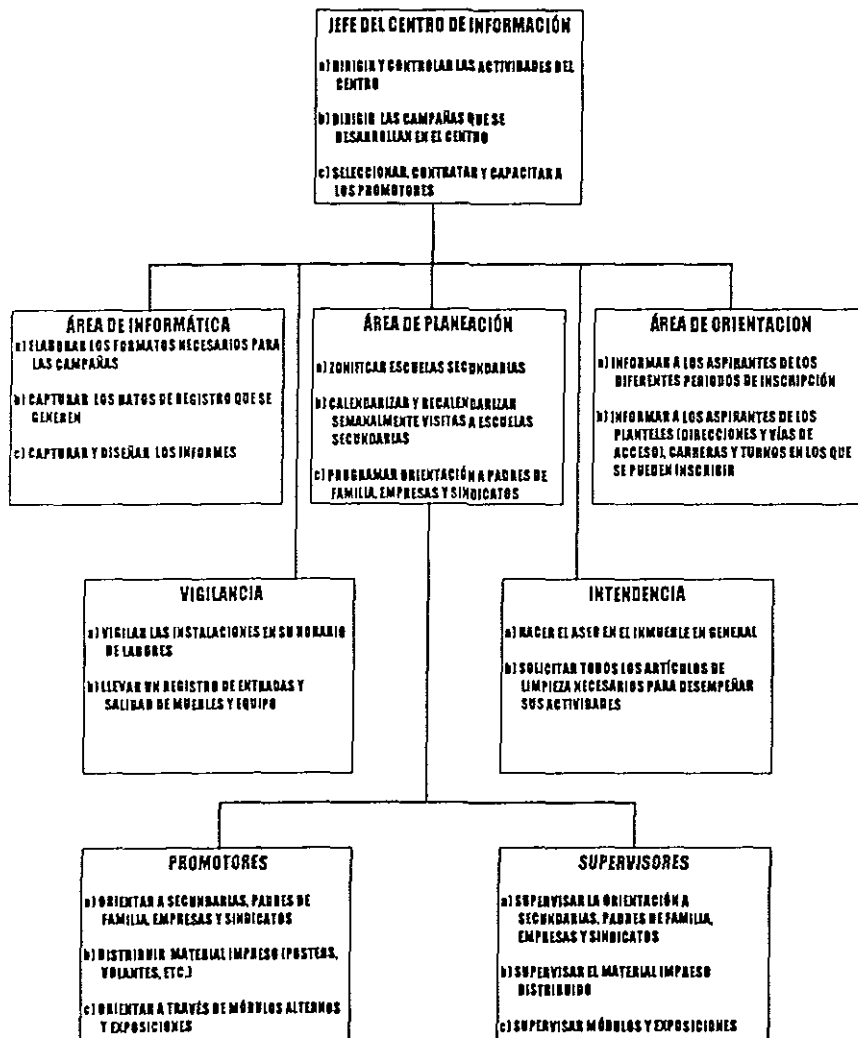 JEFE DEL CENTRO DE INFORMACIÓN
a) DIRIGIR Y CONTROLAR LAS ACTIVIDADES DEL
CENTRO
b) DIRIGIR LAS CAMPAÑAS QUE SE
DESARROLLAN EN EL CENTRO
c) SELECCIONAR, CONTRATAR Y CAPACITAR A
LOS PROMOTORES
ÁREA DE INFORMÁTICA
a) ELABORAR LOS FORMATOS NECESARIOS PARA
LAS CAMPAÑAS
b) CAPTURAR LOS DATOS DE REGISTRO QUE SE
GENEREN
c) CAPTURAR Y DISEÑAR LOS INFORMES
ÁREA DE PLANEACIÓN
a) ZONIFICAR ESCUELAS SECUNDARIAS
b) CALENDARIZAR Y RECALENDARIZAR
SEMANALMENTE VISITAS A ESCUELAS
SECUNDARIAS
c) PROGRAMAR ORIENTACIÓN A PADRES DE
FAMILIA, EMPRESAS Y SINDICATOS
ÁREA DE ORIENTACION
a) INFORMAR A LOS ASPIRANTES DE LOS
DIFERENTES PERIODOS DE INSCRIPCIÓN
b) INFORMAR A LOS ASPIRANTES DE LOS
PLANTELES (DIRECCIONES Y VÍAS DE
ACCESO), CARRERAS Y TURNOS EN LOS QUE
SE PUEDEN INSCRIBIR
VIGILANCIA
a) VIGILAR LAS INSTALACIONES EN SU HORARIO
DE LABORES
b) LLEVAR UN REGISTRO DE ENTRADAS Y
SALIDAD DE MUEBLES Y EQUIPO
INTENDENCIA
a) HACER EL ASEO EN EL INMUEBLE EN GENERAL
b) SOLICITAR TODOS LOS ARTÍCULOS DE
LIMPIEZA NECESARIOS PARA DESEMPEÑAR
SUS ACTIVIDADES
PROMOTORES
a) ORIENTAR A SECUNDARIAS, PADRES DE
FAMILIA, EMPRESAS Y SINDICATOS
b) DISTRIBUIR MATERIAL IMPRESO (POSTERS,
VOLANTES, ETC.)
c) ORIENTAR A TRAVÉS DE MÓDULOS ALTERNOS
Y EXPOSICIONES
SUPERVISORES
a) SUPERVISAR LA ORIENTACIÓN A
SECUNDARIAS, PADRES DE FAMILIA,
EMPRESAS Y SINDICATOS
b) SUPERVISAR EL MATERIAL IMPRESO
DISTRIBUIDO
c) SUPERVISAR MÓDULOS Y EXPOSICIONES